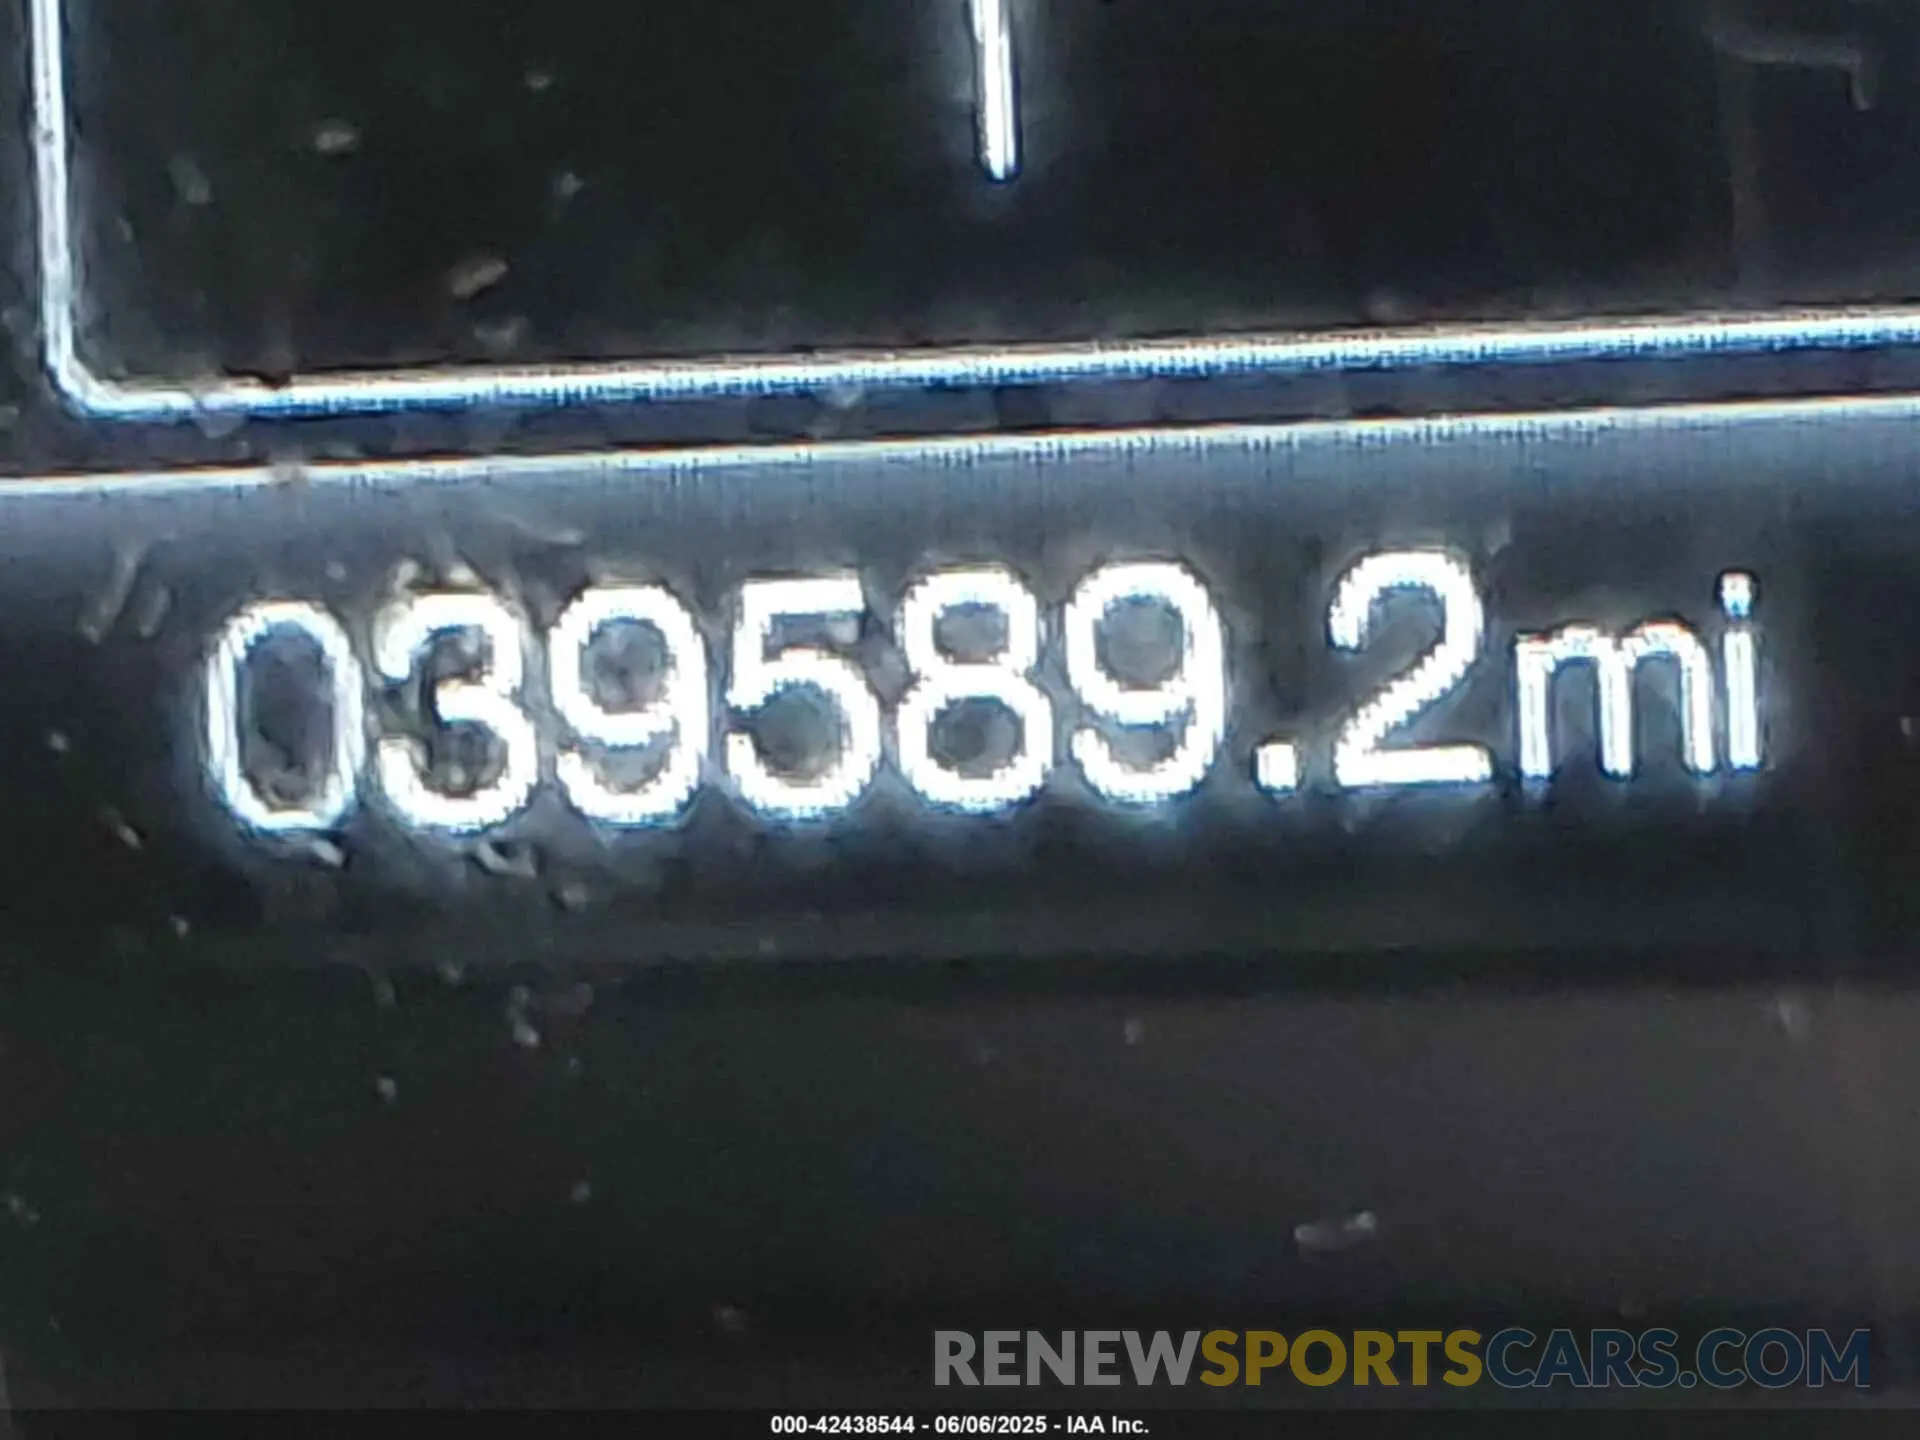 039589.2mi
RENEWSPORTSCARS.COM
000-42438544 - 06/06/2025 - IAA Inc.